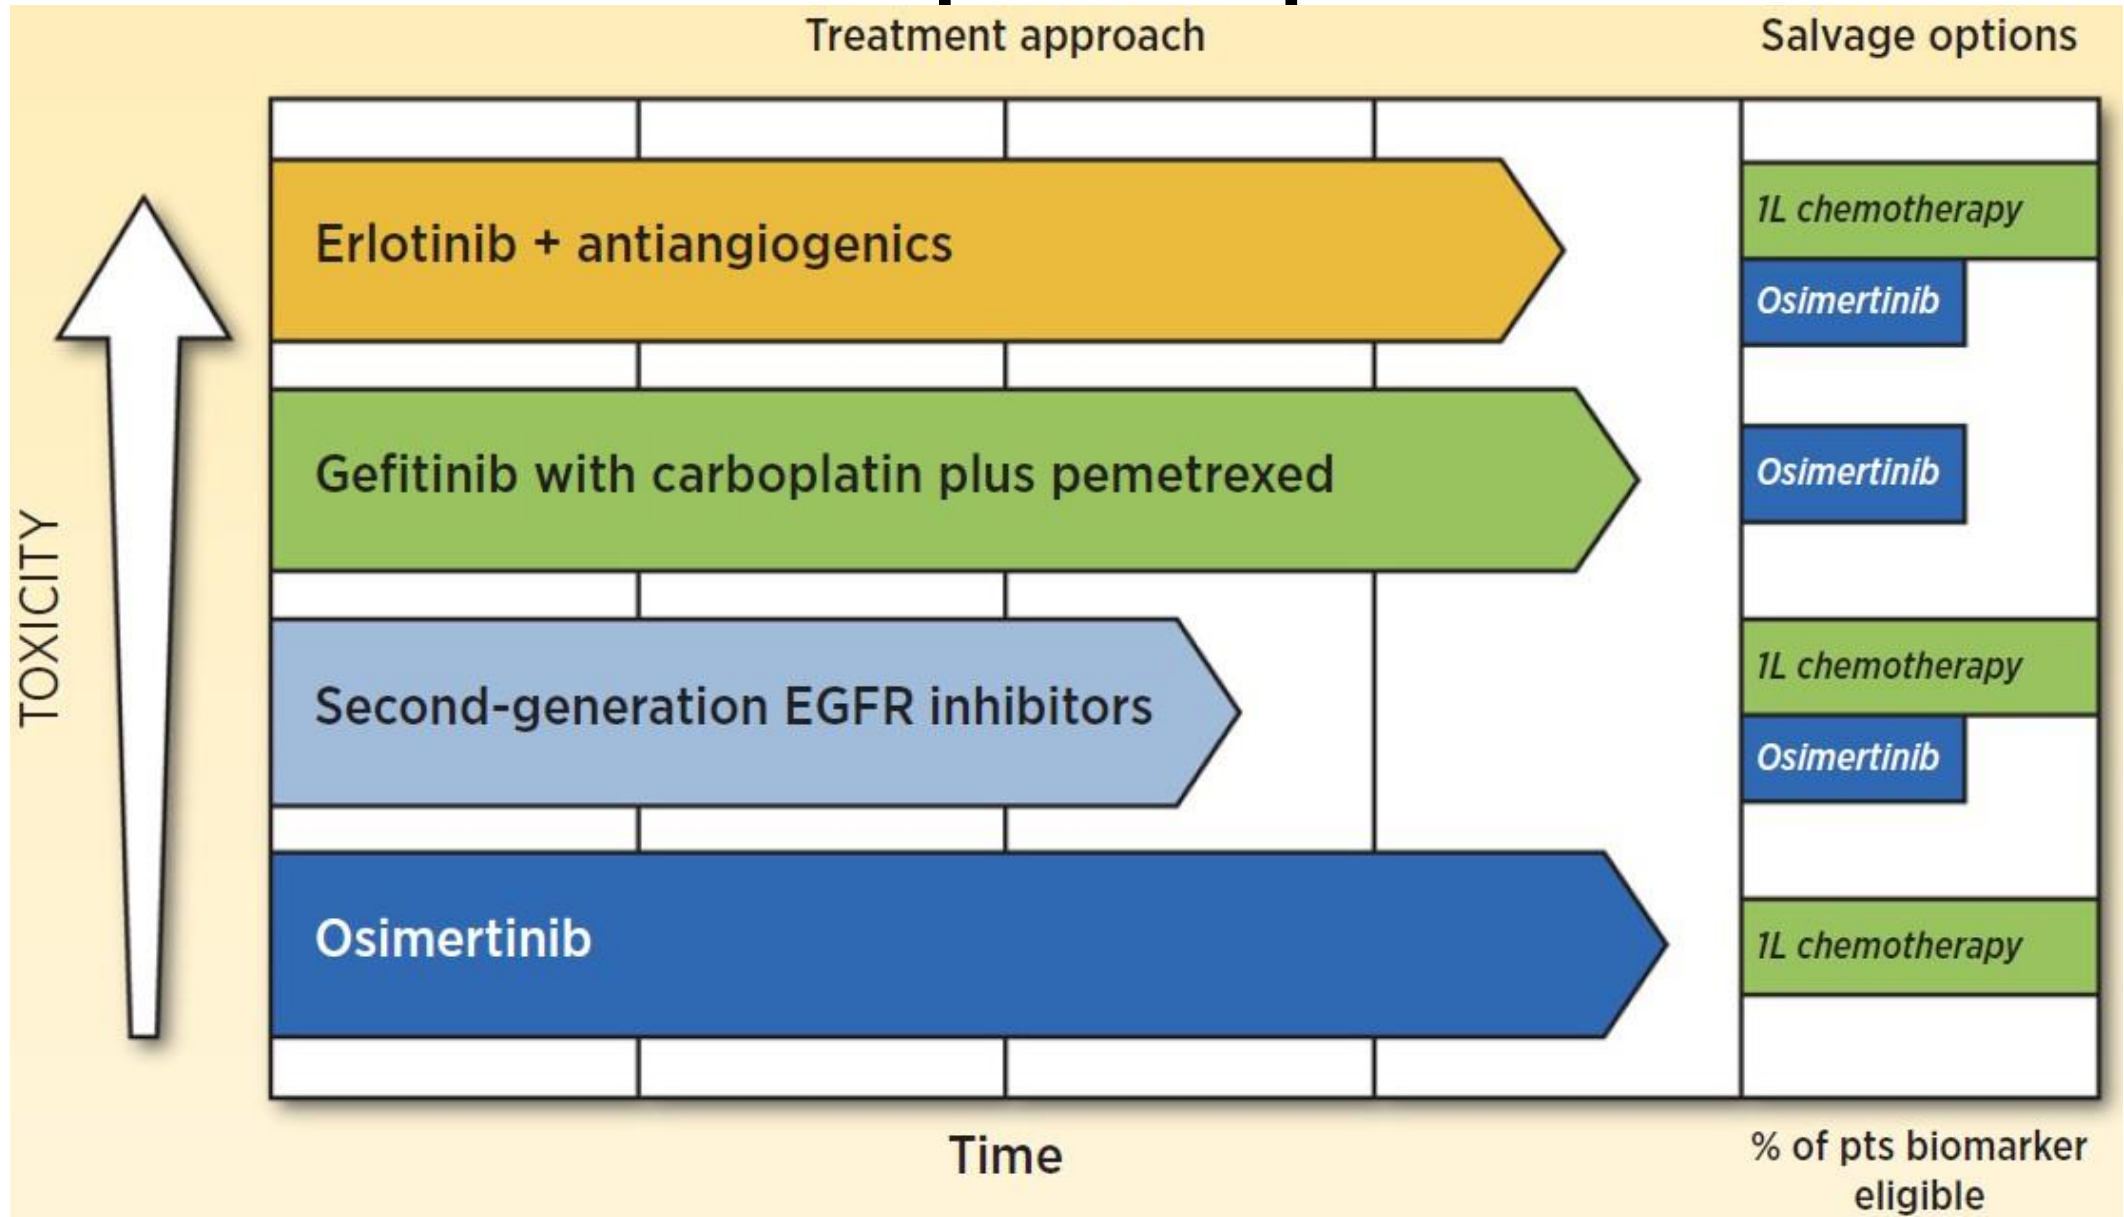 Treatment approach
Salvage options
TOXICITY
Erlotinib + antiangiogenics
1L chemotherapy
Osimertinib
Gefitinib with carboplatin plus pemetrexed
Osimertinib
Second-generation EGFR inhibitors
1L chemotherapy
Osimertinib
Osimertinib
1L chemotherapy
Time
% of pts biomarker
eligible